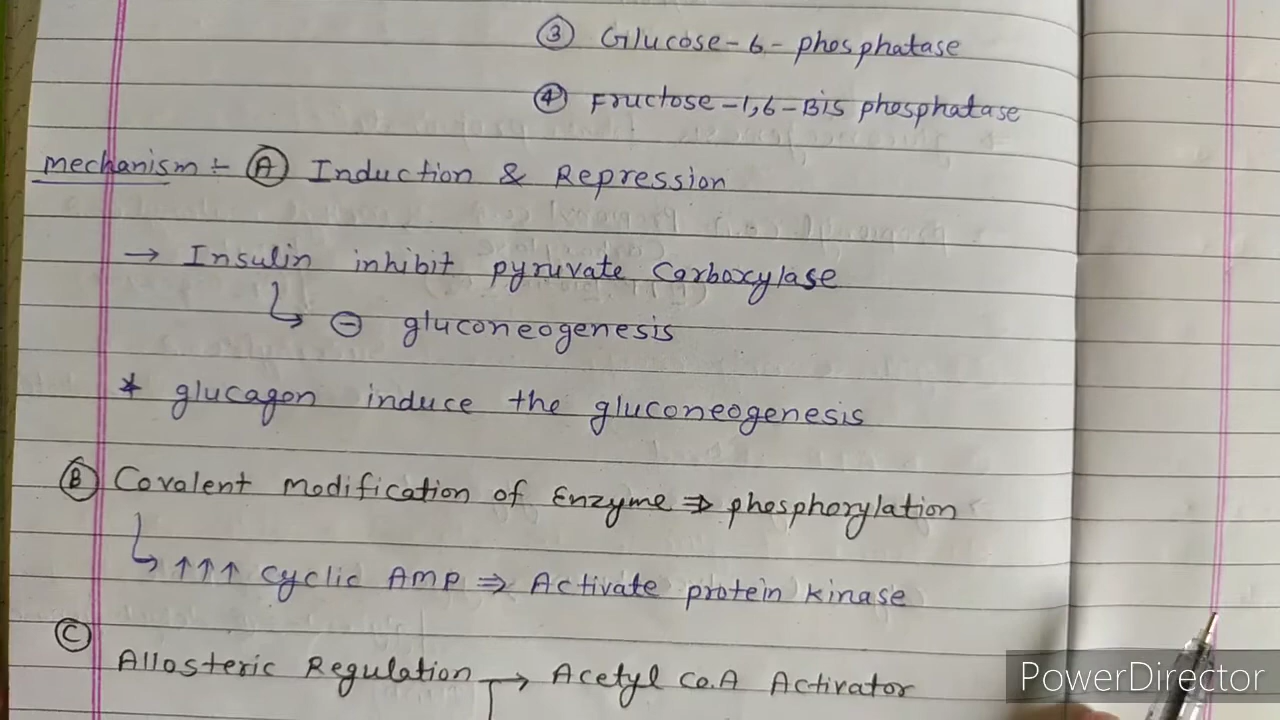 ③ Glucose-6-phosphatase
④ Fructose-1,6-Bis phosphatase
mechanism :- Ⓐ Induction & Repression
→ Insulin inhibit pyruvate carboxylase
↳ ⊖ gluconeogenesis
* glucagon induce the gluconeogenesis
Ⓑ Covalent modification of Enzyme ⇒ phosphorylation
↳ ↑↑↑ cyclic AMP ⇒ Activate protein kinase
Ⓒ
Allosteric Regulation → Acetyl Co.A Activator
PowerDirector